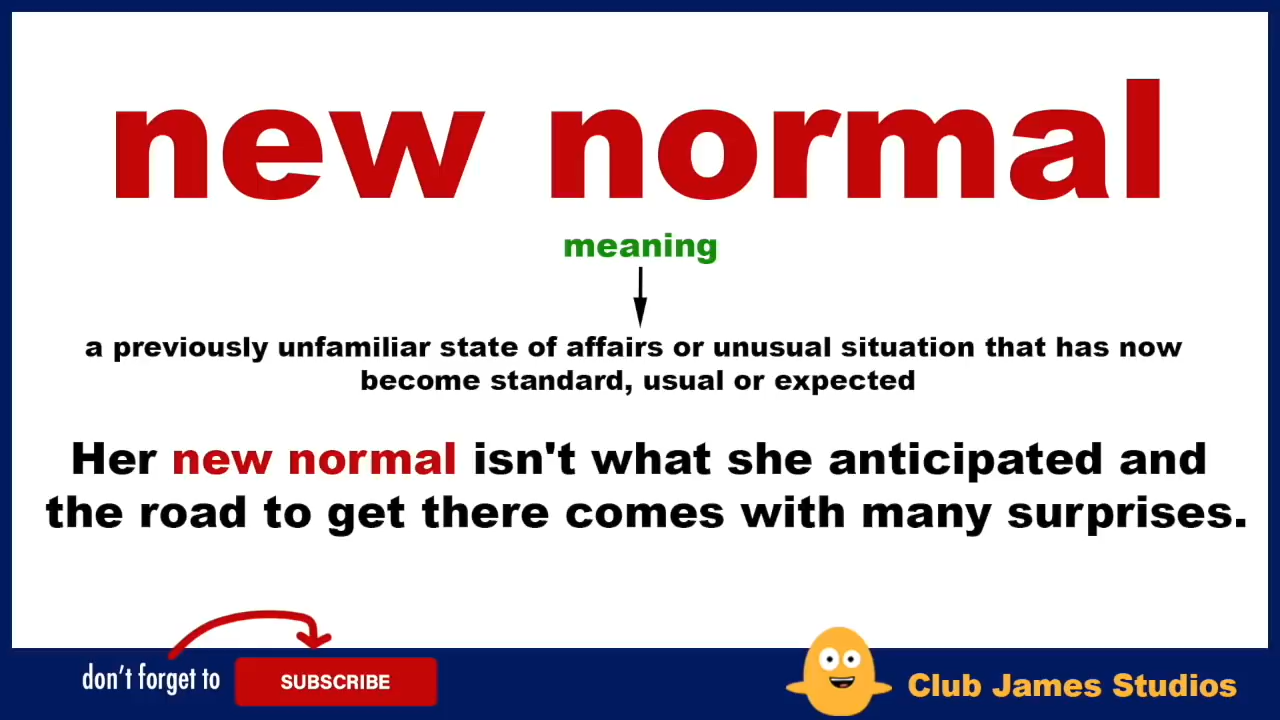 new normal
meaning
a previously unfamiliar state of affairs or unusual situation that has now
become standard, usual or expected
Her new normal isn't what she anticipated and
the road to get there comes with many surprises.
don't forget to SUBSCRIBE
Club James Studios